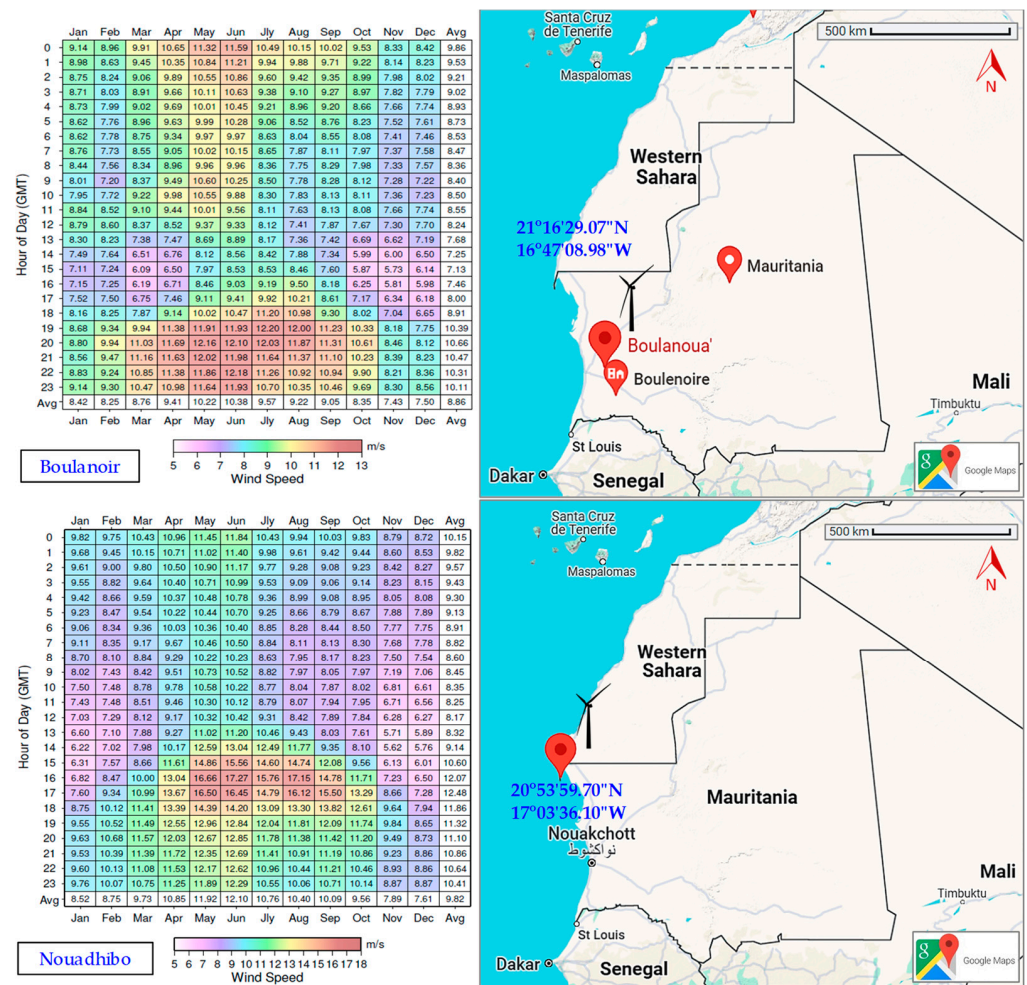 Jan Feb Mar Apr May Jun Jly Aug Sep Oct Nov Dec Avg
0 9.14 8.96 9.91 10.65 11.32 11.59 10.49 10.15 10.02 9.53 8.33 8.42 9.86
1 8.98 8.63 9.45 10.35 10.84 11.21 9.94 9.88 9.71 9.22 8.14 8.23 9.53
2 8.75 8.24 9.06 9.89 10.55 10.86 9.60 9.42 9.35 8.99 7.98 8.02 9.21
3 8.71 8.03 8.91 9.66 10.11 10.63 9.38 9.10 9.27 8.97 7.82 7.79 9.02
4 8.73 7.99 9.02 9.69 10.01 10.45 9.21 8.96 9.20 8.66 7.66 7.74 8.93
5 8.62 7.76 8.96 9.63 9.99 10.28 9.06 8.52 8.76 8.23 7.52 7.61 8.73
6 8.62 7.78 8.75 9.34 9.97 9.97 8.63 8.04 8.55 8.08 7.41 7.46 8.53
7 8.76 7.73 8.55 9.05 10.02 10.15 8.65 7.87 8.11 7.97 7.37 7.58 8.47
8 8.44 7.56 8.34 8.96 9.96 9.96 8.36 7.75 8.29 7.98 7.33 7.57 8.36
9 8.01 7.20 8.37 9.49 10.60 10.25 8.50 7.78 8.28 8.12 7.28 7.22 8.40
10 7.95 7.72 9.22 9.98 10.55 9.88 8.30 7.83 8.13 8.11 7.36 7.23 8.50
11 8.84 8.52 9.10 9.44 10.01 9.56 8.11 7.63 8.13 8.08 7.66 7.74 8.55
12 8.79 8.60 8.37 8.52 9.37 9.33 8.12 7.41 7.87 7.67 7.30 7.70 8.24
13 8.30 8.23 7.38 7.47 8.69 8.89 8.17 7.36 7.42 6.69 6.62 7.19 7.68
14 7.49 7.64 6.51 6.76 8.12 8.56 8.42 7.88 7.34 5.99 6.00 6.50 7.25
15 7.11 7.24 6.09 6.50 7.97 8.53 8.53 8.46 7.60 5.87 5.73 6.14 7.13
16 7.15 7.25 6.19 6.71 8.46 9.03 9.19 9.50 8.18 6.25 5.81 5.98 7.46
17 7.52 7.50 6.75 7.46 9.11 9.41 9.92 10.21 8.61 7.17 6.34 6.18 8.00
18 8.16 8.25 7.87 9.14 10.02 10.47 11.20 10.98 9.30 8.02 7.04 6.65 8.91
19 8.68 9.34 9.94 11.38 11.91 11.93 12.20 12.00 11.23 10.33 8.18 7.75 10.39
20 8.80 9.94 11.03 11.69 12.16 12.10 12.03 11.87 11.31 10.61 8.46 8.12 10.66
21 8.56 9.47 11.16 11.63 12.02 11.98 11.64 11.37 11.10 10.23 8.39 8.23 10.47
22 8.83 9.24 10.85 11.38 11.86 12.18 11.26 10.92 10.94 9.90 8.21 8.36 10.31
23 9.14 9.30 10.47 10.98 11.64 11.93 10.70 10.35 10.46 9.69 8.30 8.56 10.11
Avg 8.42 8.25 8.76 9.41 10.22 10.38 9.57 9.22 9.05 8.35 7.43 7.50 8.86
Jan Feb Mar Apr May Jun Jly Aug Sep Oct Nov Dec Avg
Hour of Day (GMT)
Boulanoir
5 6 7 8 9 10 11 12 13
m/s
Wind Speed
Santa Cruz
de Tenerife
Maspalomas
500 km
N
Western
Sahara
21°16'29.07"N
16°47'08.98"W
Mauritania
Boulanoua'
Boulenoire
Mali
Timbuktu
St Louis
Dakar
Senegal
g
Google Maps
Jan Feb Mar Apr May Jun Jly Aug Sep Oct Nov Dec Avg
0 9.82 9.75 10.43 10.96 11.45 11.84 10.43 9.94 10.03 9.83 8.79 8.72 10.15
1 9.68 9.45 10.15 10.71 11.02 11.40 9.98 9.61 9.42 9.44 8.60 8.53 9.82
2 9.61 9.00 9.80 10.50 10.90 11.17 9.77 9.28 9.08 9.23 8.42 8.27 9.57
3 9.55 8.82 9.64 10.40 10.71 10.99 9.53 9.09 9.06 9.14 8.23 8.15 9.43
4 9.42 8.66 9.59 10.37 10.48 10.78 9.36 8.99 9.08 8.95 8.05 8.08 9.30
5 9.23 8.47 9.54 10.22 10.44 10.70 9.25 8.66 8.79 8.67 7.88 7.89 9.13
6 9.06 8.34 9.36 10.03 10.36 10.40 8.85 8.28 8.44 8.50 7.77 7.75 8.91
7 9.11 8.35 9.17 9.67 10.46 10.50 8.84 8.11 8.13 8.30 7.68 7.78 8.82
8 8.70 8.10 8.84 9.29 10.22 10.23 8.63 7.95 8.17 8.23 7.50 7.54 8.60
9 8.02 7.43 8.42 9.51 10.73 10.52 8.82 7.97 8.05 7.97 7.19 7.06 8.45
10 7.50 7.48 8.78 9.78 10.58 10.22 8.77 8.04 7.87 8.02 6.81 6.61 8.35
11 7.43 7.48 8.51 9.46 10.30 10.12 8.79 8.07 7.94 7.95 6.71 6.56 8.25
12 7.03 7.29 8.12 9.17 10.32 10.42 9.31 8.42 7.89 7.84 6.28 6.27 8.17
13 6.60 7.10 7.88 9.27 11.02 11.20 10.46 9.43 8.03 7.61 5.71 5.89 8.32
14 6.22 7.02 7.98 10.17 12.59 13.04 12.49 11.77 9.35 8.10 5.62 5.76 9.14
15 6.31 7.57 8.66 11.61 14.86 15.56 14.60 14.74 12.08 9.56 6.13 6.01 10.60
16 6.82 8.47 10.00 13.04 16.66 17.27 15.76 17.15 14.78 11.71 7.23 6.50 12.07
17 7.60 9.34 10.99 13.67 16.50 16.45 14.79 16.12 15.50 13.29 8.66 7.28 12.48
18 8.75 10.12 11.41 13.39 14.39 14.20 13.09 13.30 13.82 12.61 9.64 7.94 11.86
19 9.55 10.52 11.49 12.55 12.96 12.84 12.04 11.81 12.09 11.74 9.84 8.65 11.32
20 9.63 10.68 11.57 12.03 12.67 12.85 11.78 11.38 11.42 11.20 9.49 8.73 11.10
21 9.53 10.39 11.39 11.72 12.35 12.69 11.41 10.91 11.19 10.86 9.23 8.86 10.86
22 9.60 10.13 11.08 11.53 12.17 12.62 10.96 10.44 11.21 10.46 8.93 8.86 10.64
23 9.76 10.07 10.75 11.25 11.89 12.29 10.55 10.06 10.71 10.14 8.87 8.87 10.41
Avg 8.52 8.75 9.73 10.85 11.92 12.10 10.76 10.40 10.09 9.56 7.89 7.61 9.82
Jan Feb Mar Apr May Jun Jly Aug Sep Oct Nov Dec Avg
Hour of Day (GMT)
Nouadhibo
5 6 7 8 9 10 11 12 13 14 15 16 17 18
m/s
Wind Speed
Santa Cruz
de Tenerife
Maspalomas
500 km
N
Western
Sahara
20°53'59.70"N
17°03'36.10"W
Mauritania
Nouakchott
نواكشوط
Mali
Timbuktu
St Louis
Dakar
Senegal
g
Google Maps